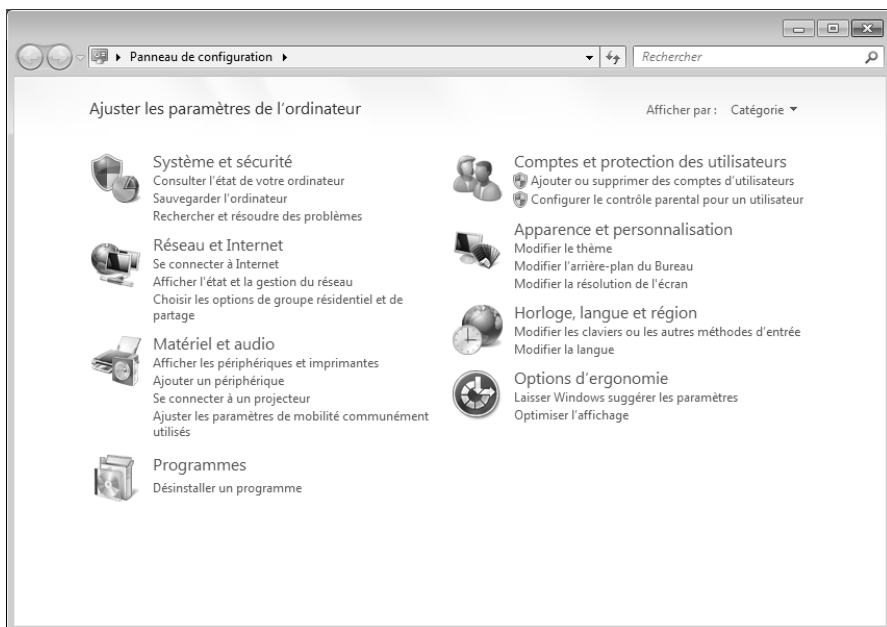 Panneau de configuration
Rechercher
Ajuster les paramètres de l'ordinateur
Afficher par : Catégorie
Système et sécurité
Consulter l'état de votre ordinateur
Sauvegarder l'ordinateur
Rechercher et résoudre des problèmes
Réseau et Internet
Se connecter à Internet
Afficher l'état et la gestion du réseau
Choisir les options de groupe résidentiel et de
partage
Matériel et audio
Afficher les périphériques et imprimantes
Ajouter un périphérique
Se connecter à un projecteur
Ajuster les paramètres de mobilité communément
utilisés
Programmes
Désinstaller un programme
Comptes et protection des utilisateurs
Ajouter ou supprimer des comptes d'utilisateurs
Configurer le contrôle parental pour un utilisateur
Apparence et personnalisation
Modifier le thème
Modifier l'arrière-plan du Bureau
Modifier la résolution de l'écran
Horloge, langue et région
Modifier les claviers ou les autres méthodes d'entrée
Modifier la langue
Options d'ergonomie
Laisser Windows suggérer les paramètres
Optimiser l'affichage